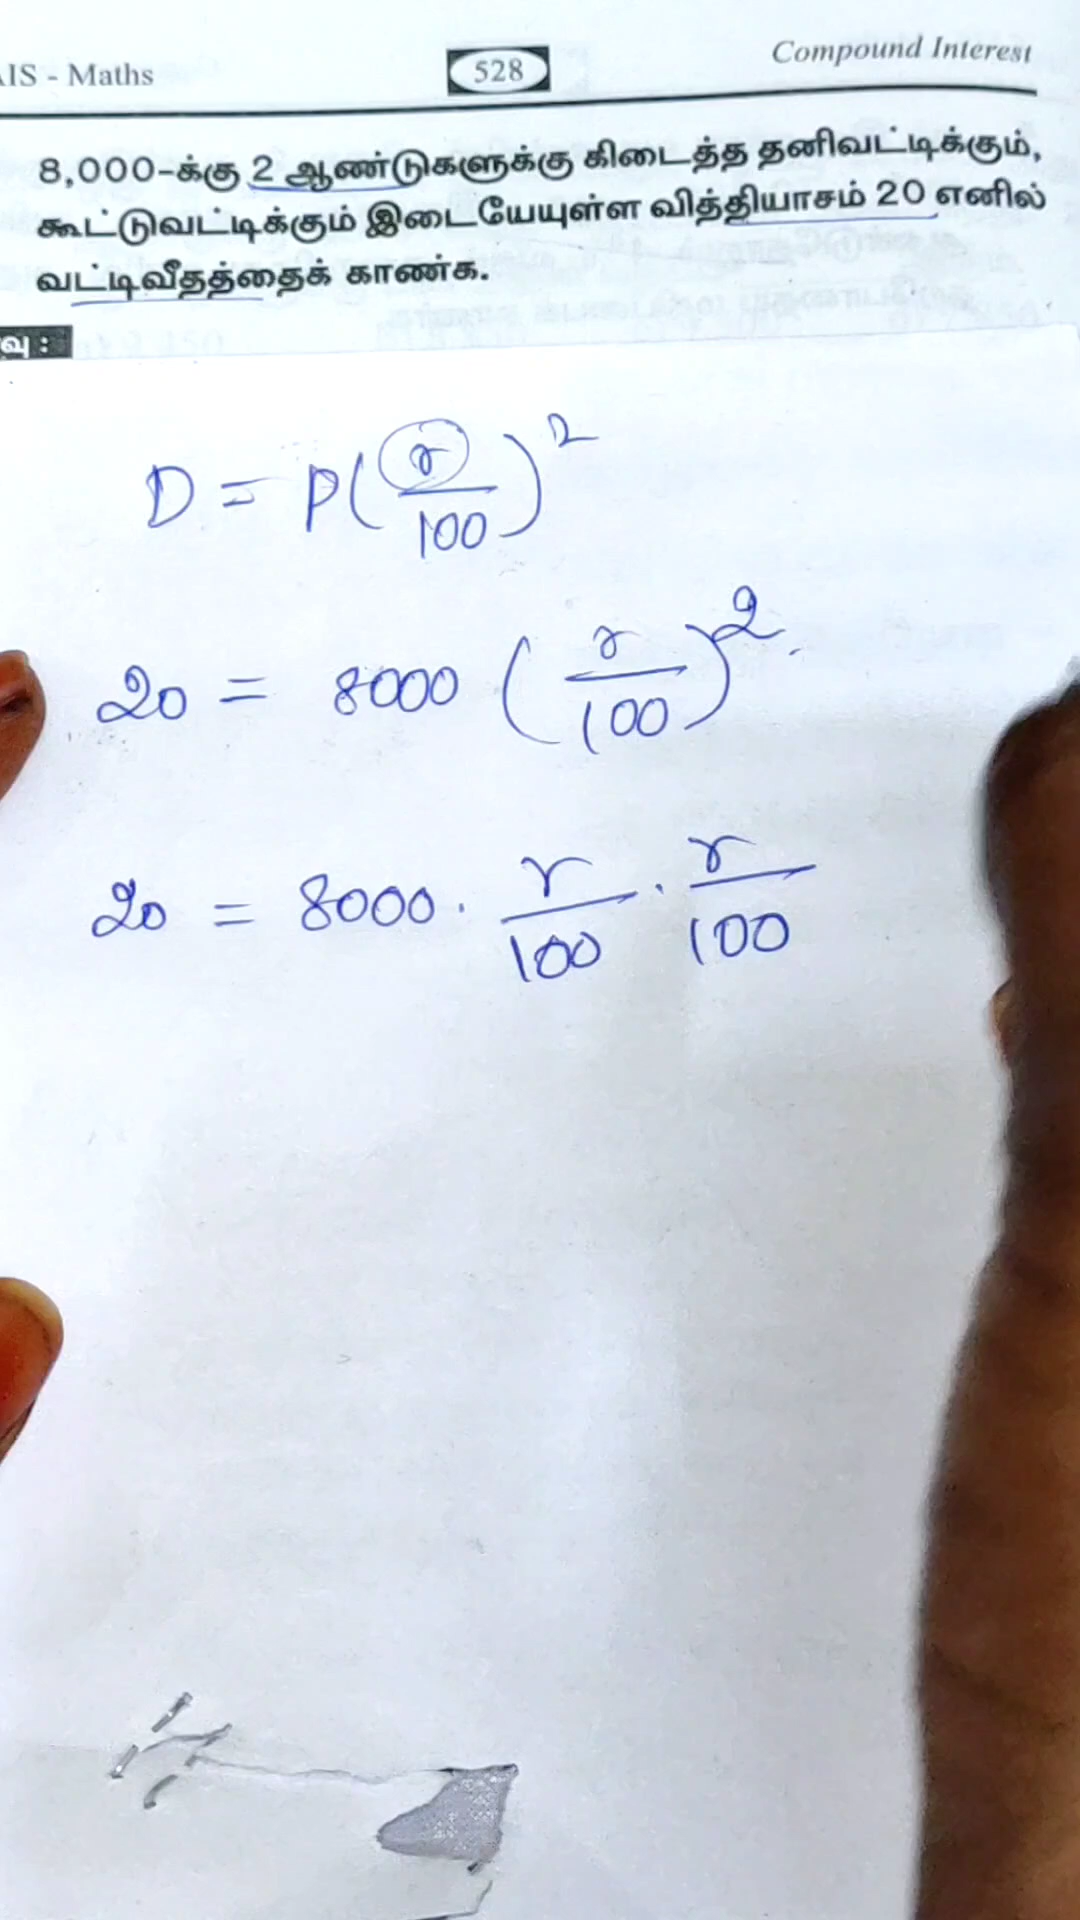 AIS - Maths
528
Compound Interest
8,000-க்கு 2 ஆண்டுகளுக்கு கிடைத்த தனிவட்டிக்கும்,
கூட்டுவட்டிக்கும் இடையேயுள்ள வித்தியாசம் 20 எனில்
வட்டிவீதத்தைக் காண்க.
வு :
D = P(r/100)²
20 = 8000 (r/100)²
20 = 8000 . r/100 . r/100